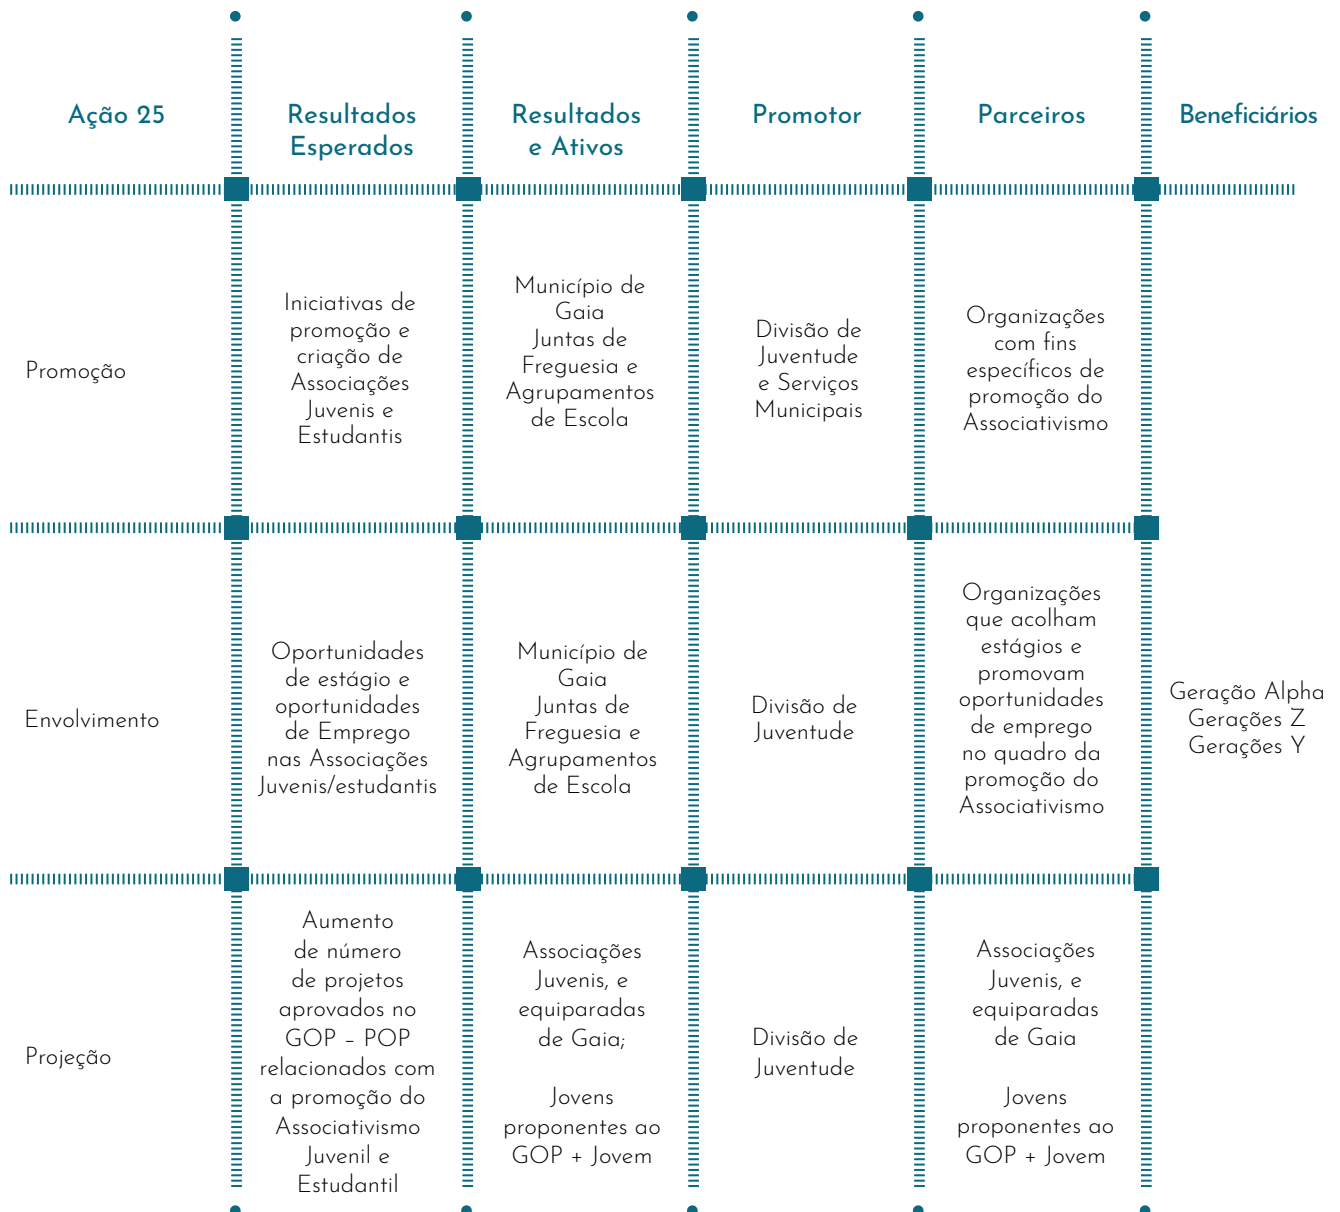 Ação 25
Resultados
Esperados
Resultados
e Ativos
Promotor
Parceiros
Beneficiários
Promoção
Iniciativas de
promoção e
criação de
Associações
Juvenis e
Estudantis
Município de
Gaia
Juntas de
Freguesia e
Agrupamentos
de Escola
Divisão de
Juventude
e Serviços
Municipais
Organizações
com fins
específicos de
promoção do
Associativismo
Envolvimento
Oportunidades
de estágio e
oportunidades
de Emprego
nas Associações
Juvenis/estudantis
Município de
Gaia
Juntas de
Freguesia e
Agrupamentos
de Escola
Divisão de
Juventude
Organizações
que acolham
estágios e
promovam
oportunidades
de emprego
no quadro da
promoção do
Associativismo
Geração Alpha
Gerações Z
Gerações Y
Projeção
Aumento
de número
de projetos
aprovados no
GOP – POP
relacionados com
a promoção do
Associativismo
Juvenil e
Estudantil
Associações
Juvenis, e
equiparadas
de Gaia;
Jovens
proponentes ao
GOP + Jovem
Divisão de
Juventude
Associações
Juvenis, e
equiparadas
de Gaia
Jovens
proponentes ao
GOP + Jovem